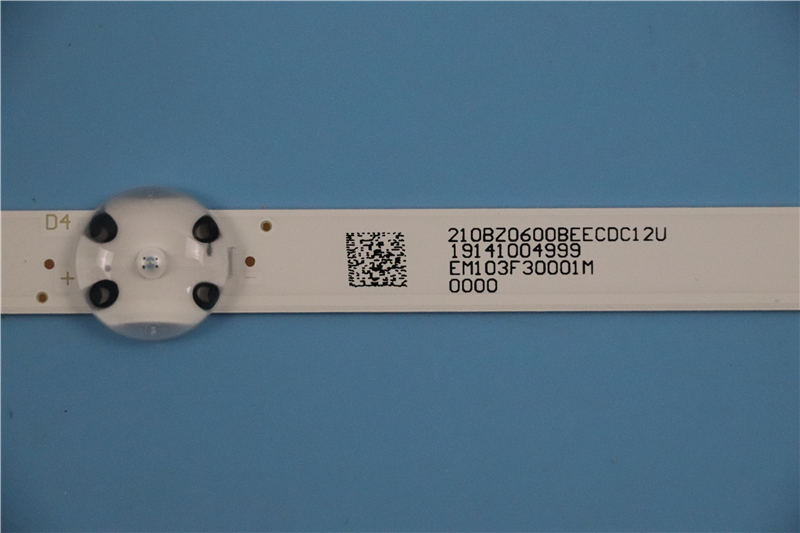 D4
+
210BZ0600BEECDC12U
19141004999
EM103F30001M
0000